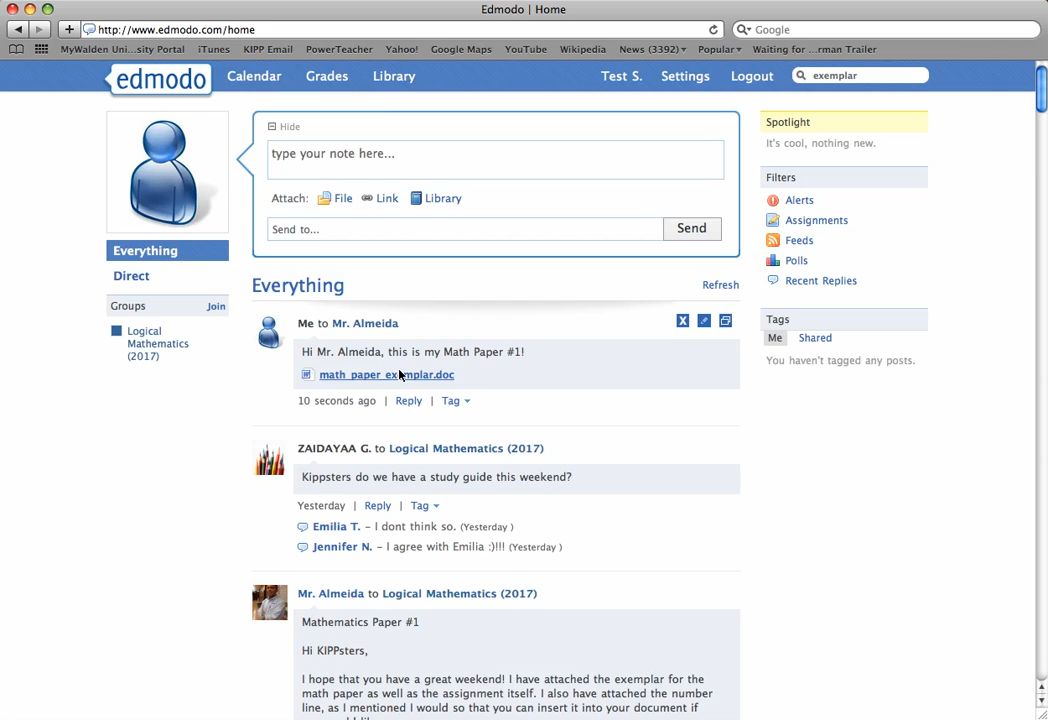 Edmodo | Home
http://www.edmodo.com/home
Google
MyWalden Uni...sity Portal iTunes KIPP Email PowerTeacher Yahoo! Google Maps YouTube Wikipedia News (3392) Popular Waiting for ...rman Trailer
edmodo Calendar Grades Library Test S. Settings Logout exemplar
Hide
type your note here...
Attach: File Link Library
Send to... Send
Spotlight
It's cool, nothing new.
Filters
Alerts
Assignments
Feeds
Polls
Recent Replies
Tags
Me Shared
You haven't tagged any posts.
Everything
Direct
Groups Join
Logical
Mathematics
(2017)
Everything Refresh
Me to Mr. Almeida
Hi Mr. Almeida, this is my Math Paper #1!
math_paper_exemplar.doc
10 seconds ago | Reply | Tag
ZAIDAYAA G. to Logical Mathematics (2017)
Kippsters do we have a study guide this weekend?
Yesterday | Reply | Tag
Emilia T. – I dont think so. (Yesterday )
Jennifer N. – I agree with Emilia :)!!! (Yesterday )
Mr. Almeida to Logical Mathematics (2017)
Mathematics Paper #1
Hi KIPPsters,
I hope that you have a great weekend! I have attached the exemplar for the
math paper as well as the assignment itself. I also have attached the number
line, as I mentioned I would so that you can insert it into your document if